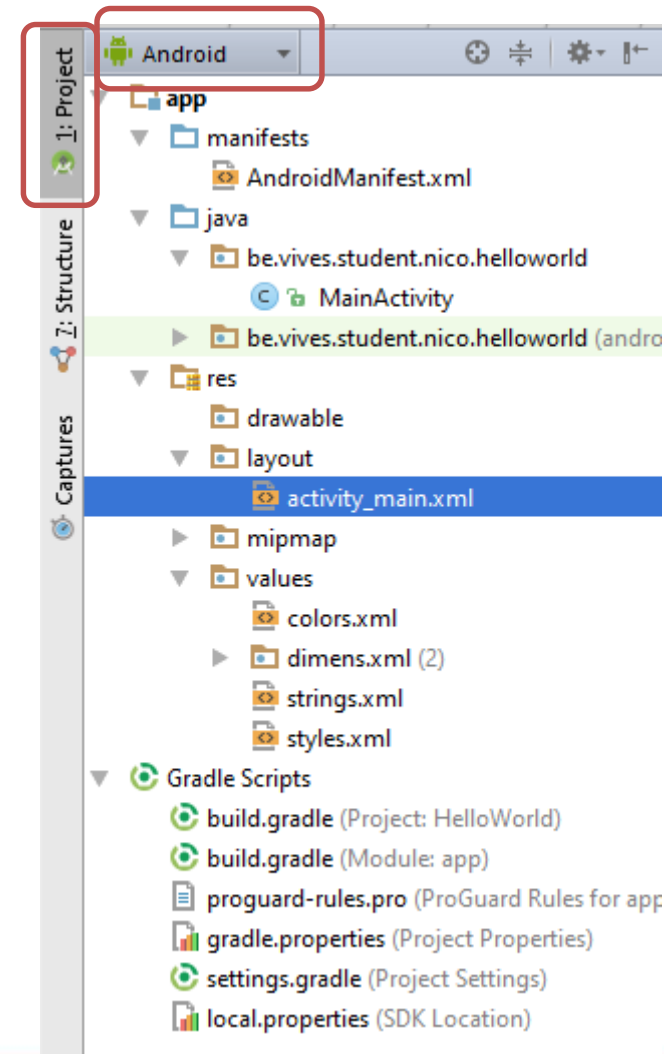 1: Project
7: Structure
Captures
Android
app
manifests
AndroidManifest.xml
java
be.vives.student.nico.helloworld
C MainActivity
be.vives.student.nico.helloworld (andro
res
drawable
layout
activity_main.xml
mipmap
values
colors.xml
dimens.xml (2)
strings.xml
styles.xml
Gradle Scripts
build.gradle (Project: HelloWorld)
build.gradle (Module: app)
proguard-rules.pro (ProGuard Rules for app
gradle.properties (Project Properties)
settings.gradle (Project Settings)
local.properties (SDK Location)